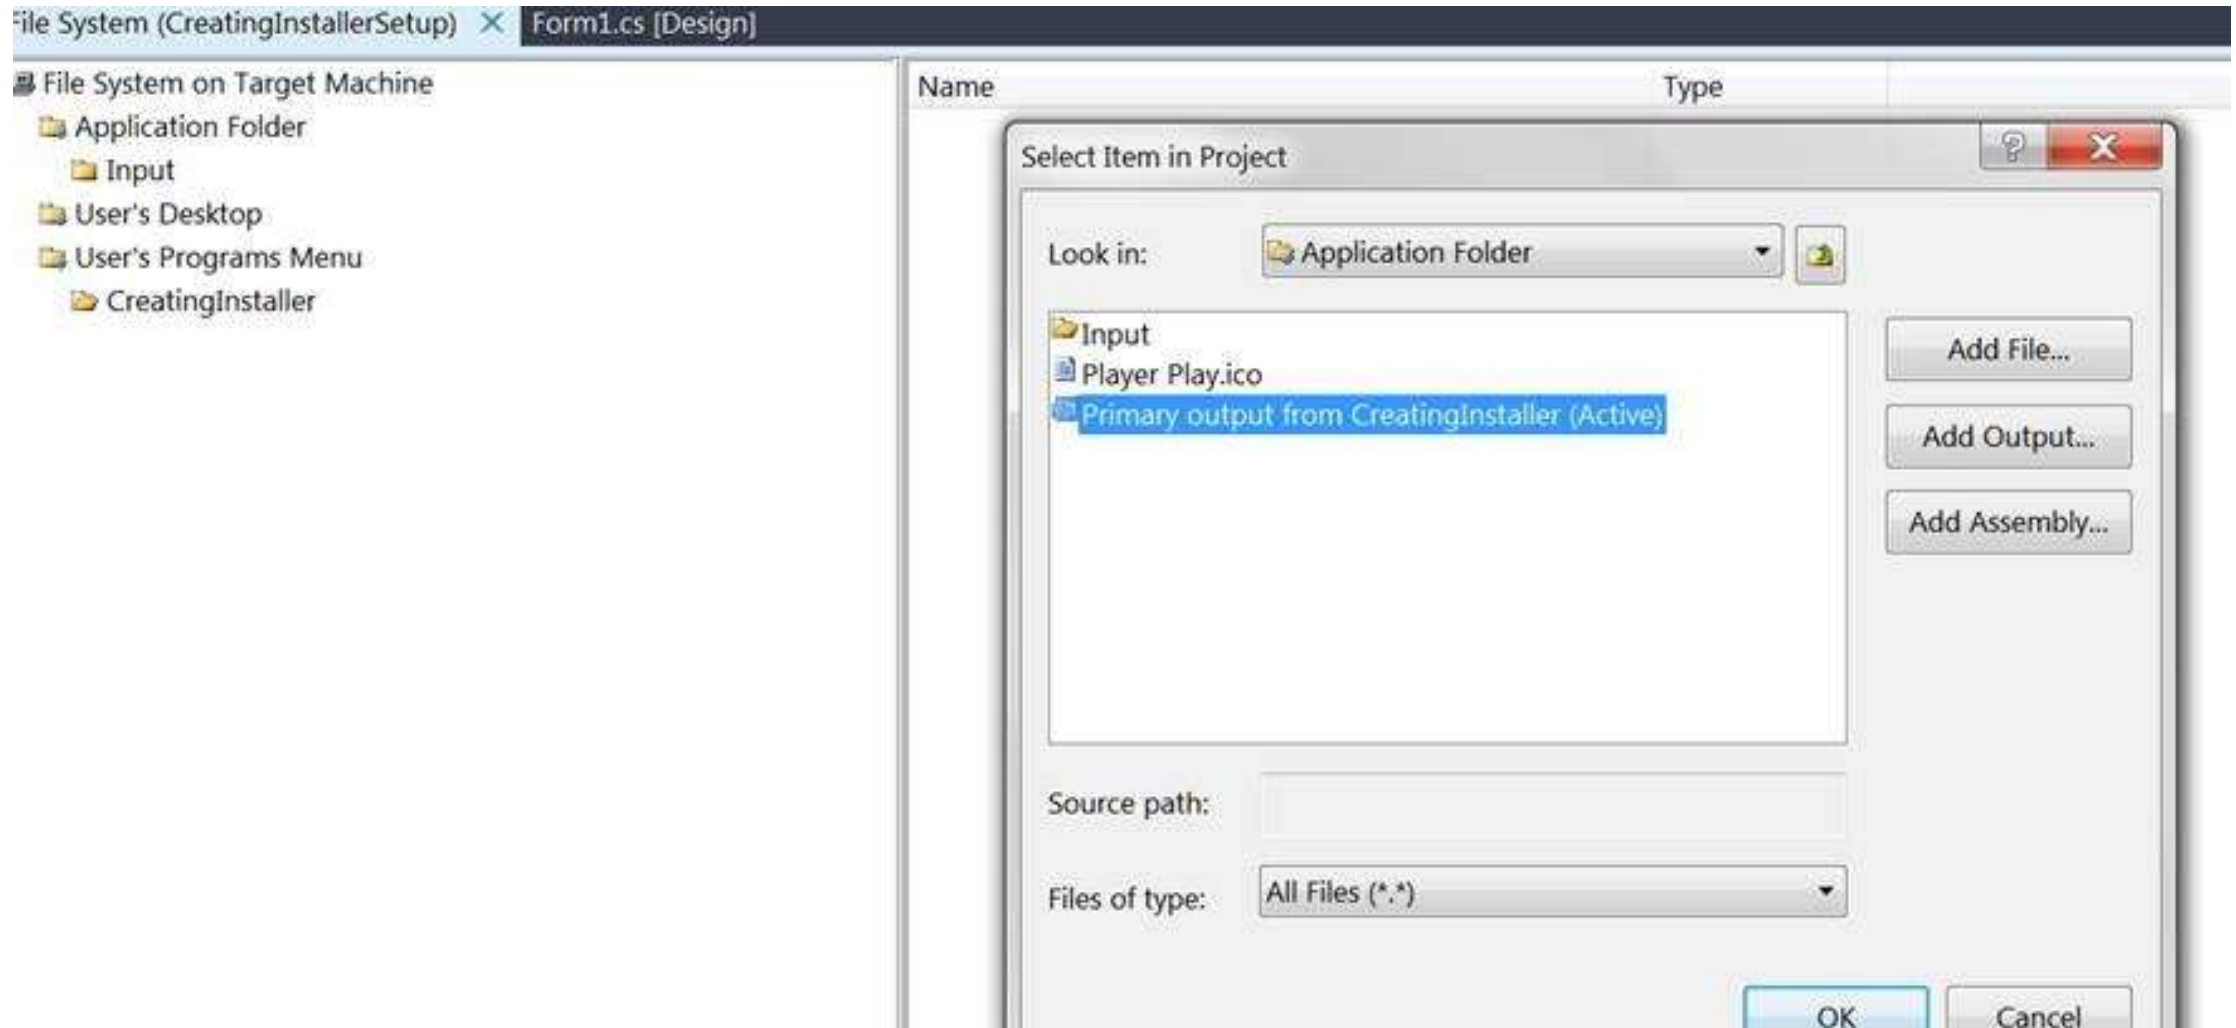 File System (CreatingInstallerSetup) X Form1.cs [Design]
File System on Target Machine
Application Folder
Input
User's Desktop
User's Programs Menu
CreatingInstaller
Name Type
Select Item in Project
Look in: Application Folder
Input
Player Play.ico
Primary output from CreatingInstaller (Active)
Add File...
Add Output...
Add Assembly...
Source path:
Files of type: All Files (*.*)
OK Cancel